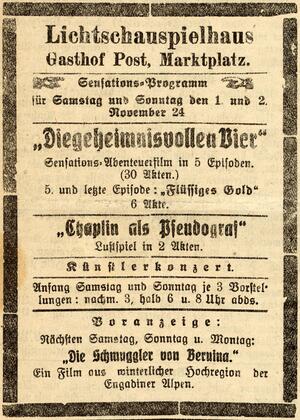 Lichtschauspielhaus
Gasthof Post, Marktplatz.
Sensations-Programm
für Samstag und Sonntag den 1. und 2.
November 24
„Die geheimnisvollen Vier“
Sensations-Abenteuerfilm in 5 Episoden.
(30 Akten.)
5. und letzte Episode: „Flüssiges Gold“
6 Akte.
„Chaplin als Pseudograf“
Lustspiel in 2 Akten.
Künstlerkonzert.
Anfang Samstag und Sonntag je 3 Vorstel-
lungen: nachm. 3, halb 6 u. 8 Uhr abds.
Voranzeige:
Nächsten Samstag, Sonntag u. Montag:
„Die Schmuggler von Bernina.“
Ein Film aus winterlicher Hochregion der
Engadiner Alpen.